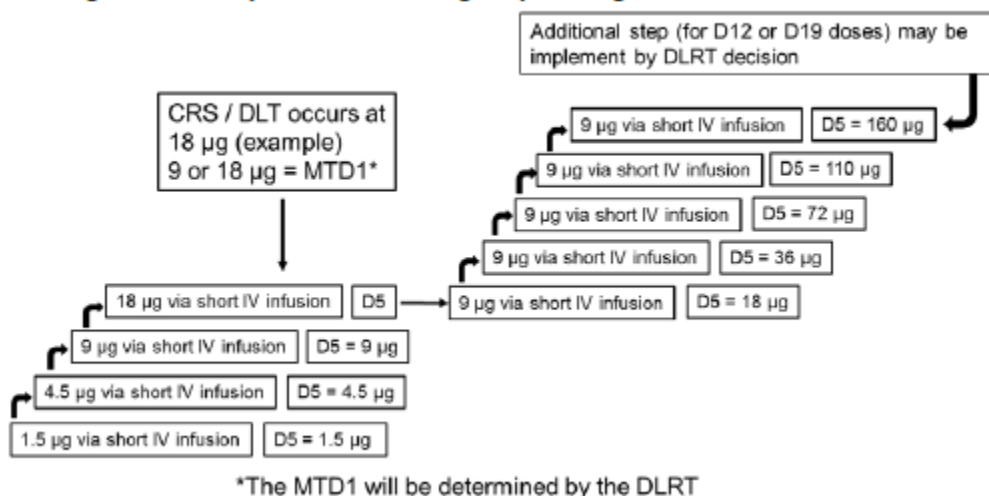 Additional step (for D12 or D19 doses) may be
implement by DLRT decision
CRS / DLT occurs at
18 µg (example)
9 or 18 µg = MTD1*
9 µg via short IV infusion D5 = 160 µg
9 µg via short IV infusion D5 = 110 µg
9 µg via short IV infusion D5 = 72 µg
9 µg via short IV infusion D5 = 36 µg
18 µg via short IV infusion D5 9 µg via short IV infusion D5 = 18 µg
9 µg via short IV infusion D5 = 9 µg
4.5 µg via short IV infusion D5 = 4.5 µg
1.5 µg via short IV infusion D5 = 1.5 µg
*The MTD1 will be determined by the DLRT